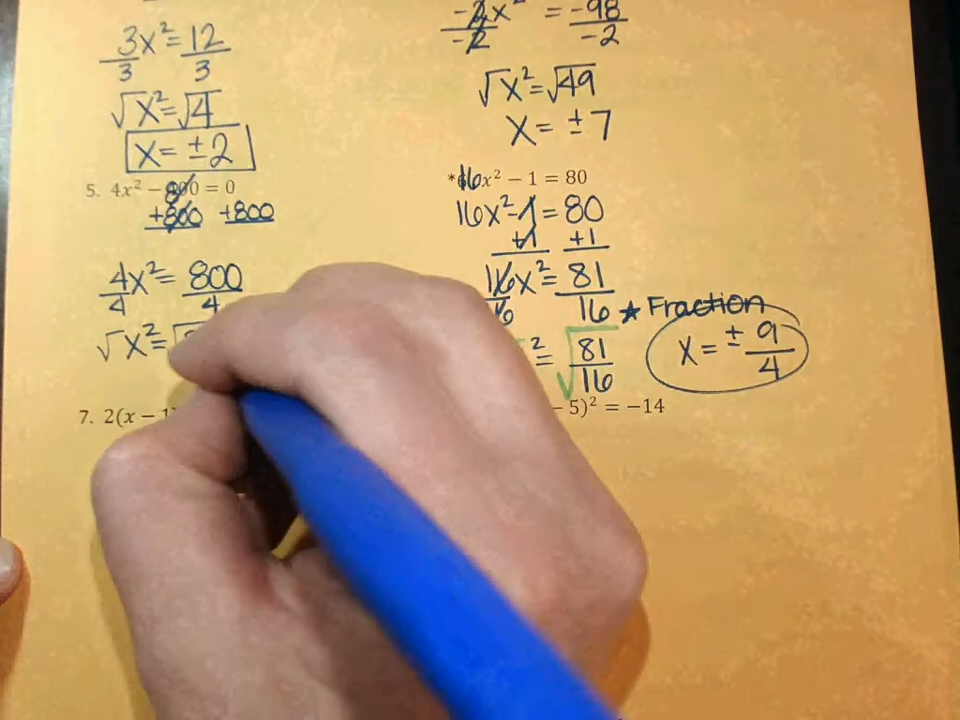 3x² = 12
3 3
√x² = √4
x = ±2
-2x² = -98
-2 -2
√x² = √49
x = ±7
5. 4x² - 800 = 0
+800 +800
4x² = 800
4 4
√x² = √
*16x² - 1 = 80
16x² - 1 = 80
+1 +1
16x² = 81
16 16 ★ Fraction
² = √81/16
x = ± 9/4
7. 2(x - 1
- 5)² = -14